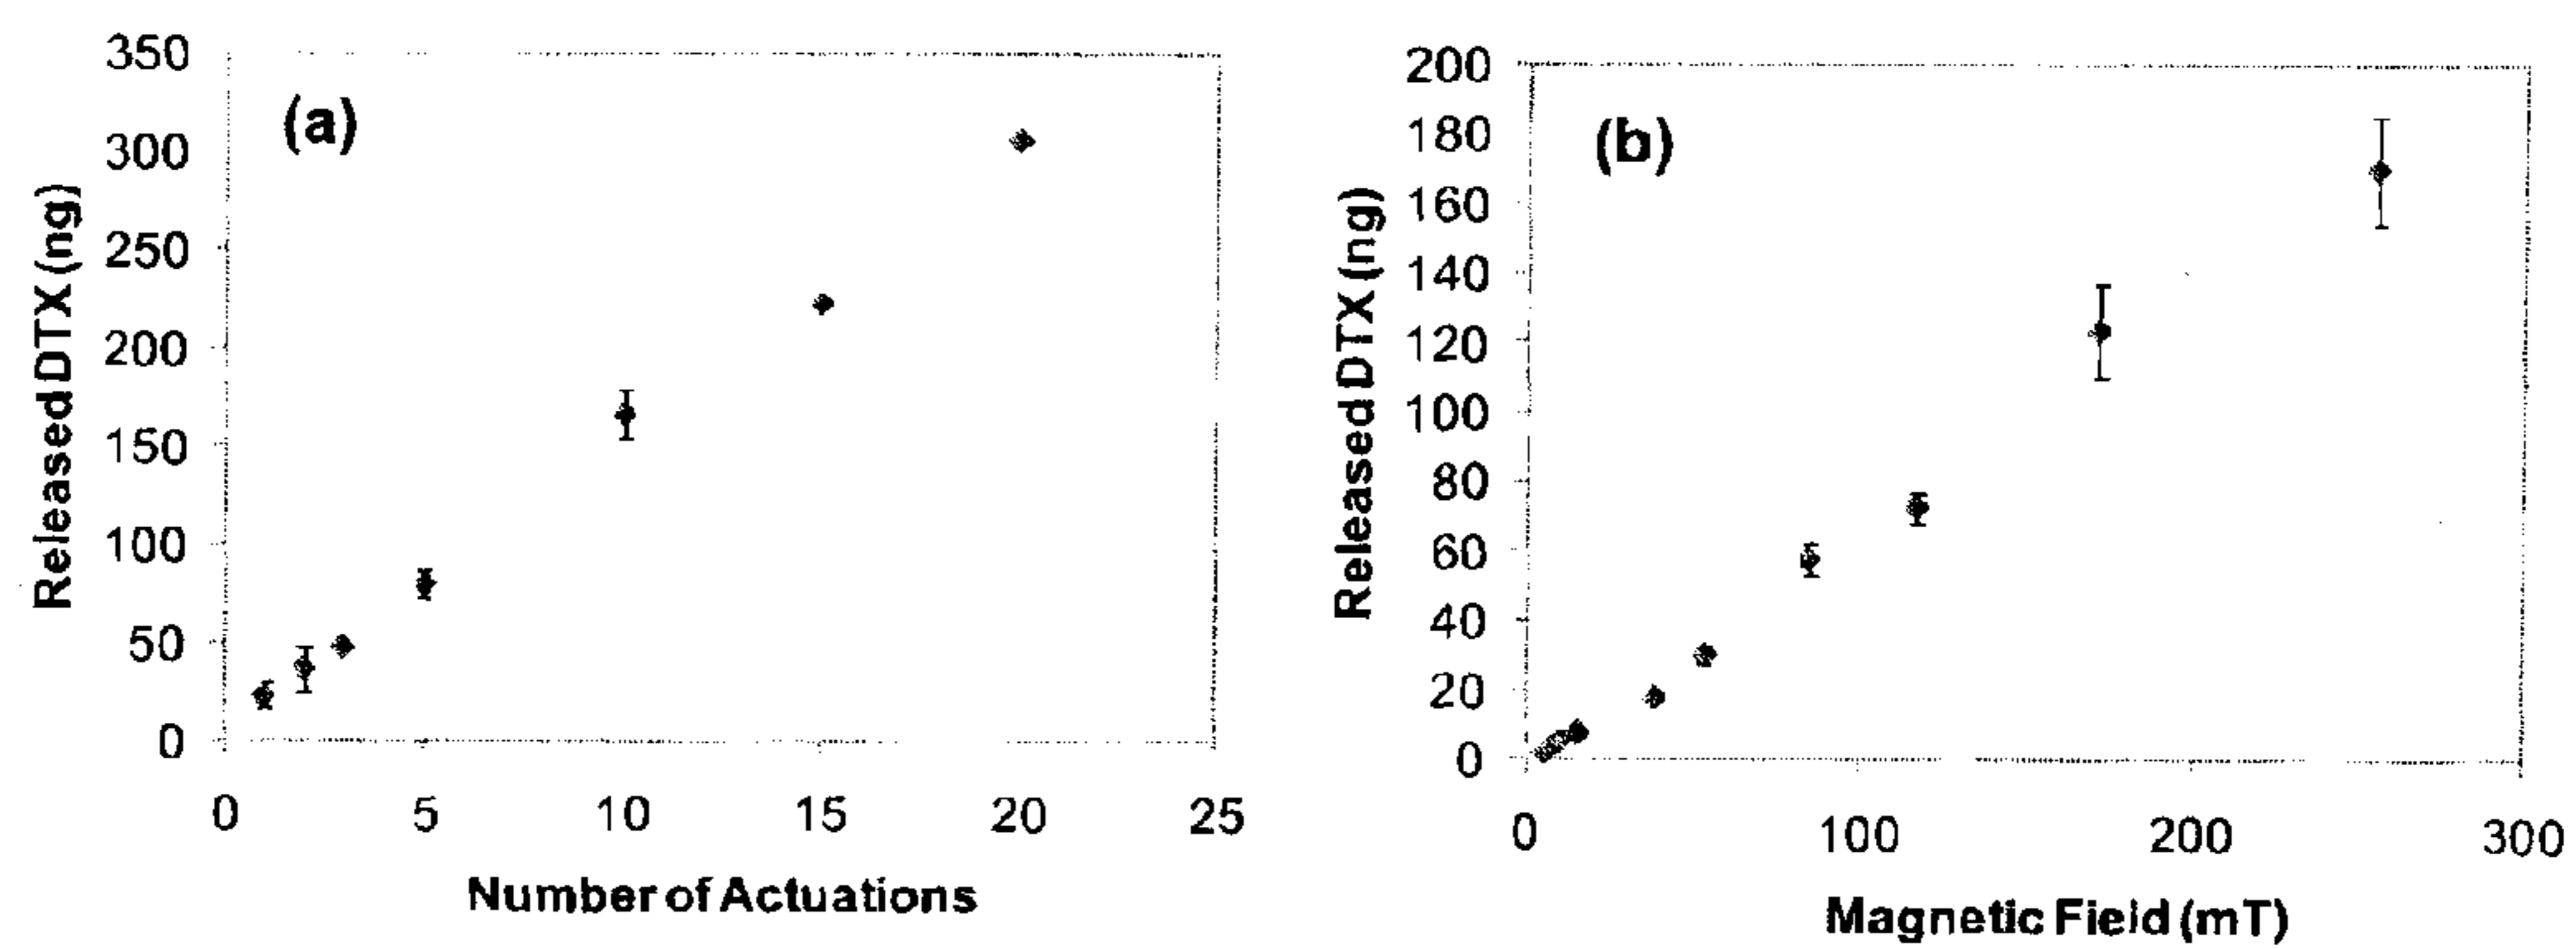 (a)
Released DTX (ng)
350
300
250
200
150
100
50
0
0 5 10 15 20 25
Number of Actuations
(b)
Released DTX (ng)
200
180
160
140
120
100
80
60
40
20
0
0 100 200 300
Magnetic Field (mT)